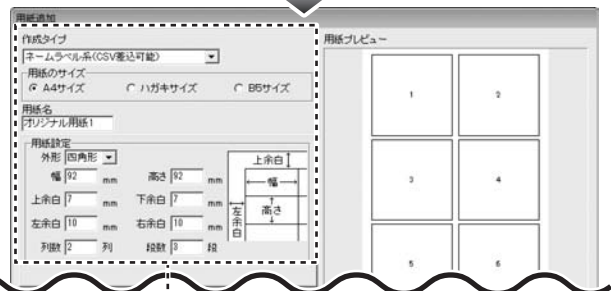 用紙追加
作成タイプ
ネームラベル系(CSV差込可能)
用紙のサイズ
A4サイズ ハガキサイズ B5サイズ
用紙名
オリジナル用紙1
用紙設定
外形 四角形
幅 92 mm 高さ 92 mm
上余白 7 mm 下余白 7 mm
左余白 10 mm 右余白 10 mm
列数 2 列 段数 3 段
上余白
幅
高さ
左余白
用紙プレビュー
1 2
3 4
5 6